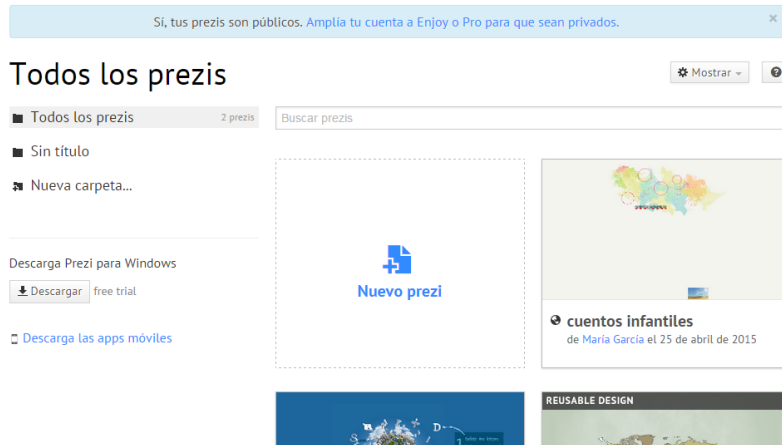 Sí, tus prezis son públicos. Amplía tu cuenta a Enjoy o Pro para que sean privados.
Todos los prezis
Mostrar
Todos los prezis 2 prezis
Buscar prezis
Sin título
Nueva carpeta...
Descarga Prezi para Windows
Descargar free trial
Descarga las apps móviles
Nuevo prezi
cuentos infantiles
de María García el 25 de abril de 2015
REUSABLE DESIGN